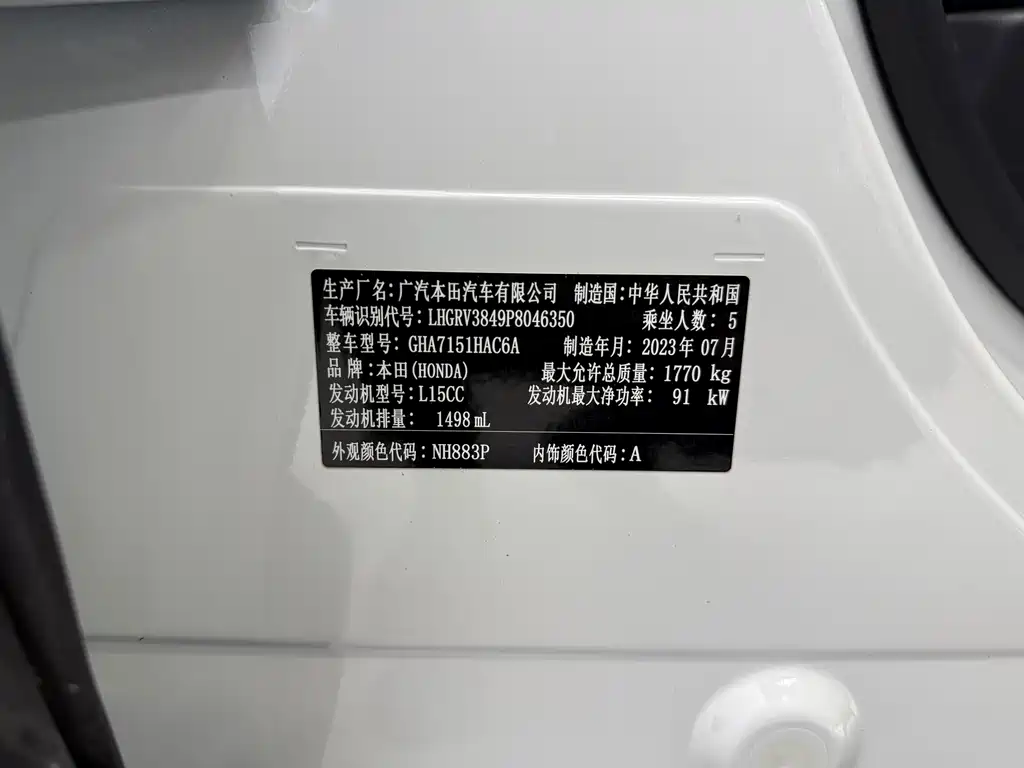 生产厂名：广汽本田汽车有限公司 制造国：中华人民共和国
车辆识别代号：LHGRV3849P8046350 乘坐人数：5
整车型号：GHA7151HAC6A 制造年月：2023年07月
品牌：本田(HONDA) 最大允许总质量：1770 kg
发动机型号：L15CC 发动机最大净功率：91 kW
发动机排量：1498 mL
外观颜色代码：NH883P 内饰颜色代码：A